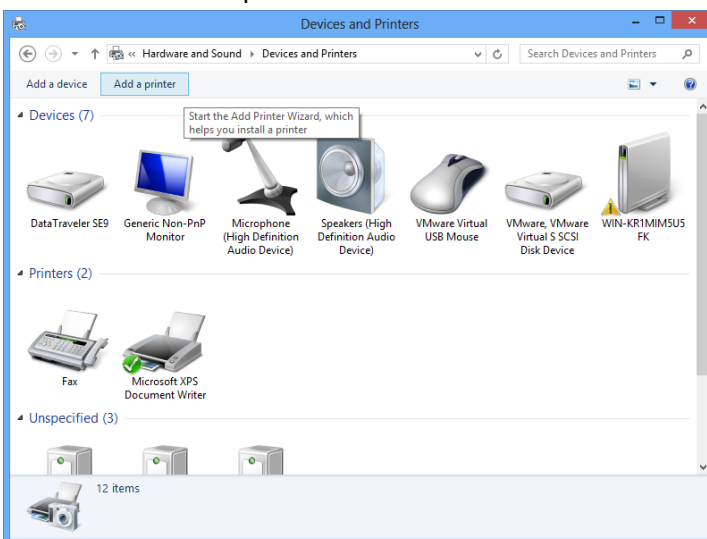 Devices and Printers
« Hardware and Sound ▸ Devices and Printers
Search Devices and Printers
Add a device
Add a printer
Start the Add Printer Wizard, which
helps you install a printer
Devices (7)
DataTraveler SE9
Generic Non-PnP
Monitor
Microphone
(High Definition
Audio Device)
Speakers (High
Definition Audio
Device)
VMware Virtual
USB Mouse
VMware, VMware
Virtual S SCSI
Disk Device
WIN-KR1MIM5U5
FK
Printers (2)
Fax
Microsoft XPS
Document Writer
Unspecified (3)
12 items